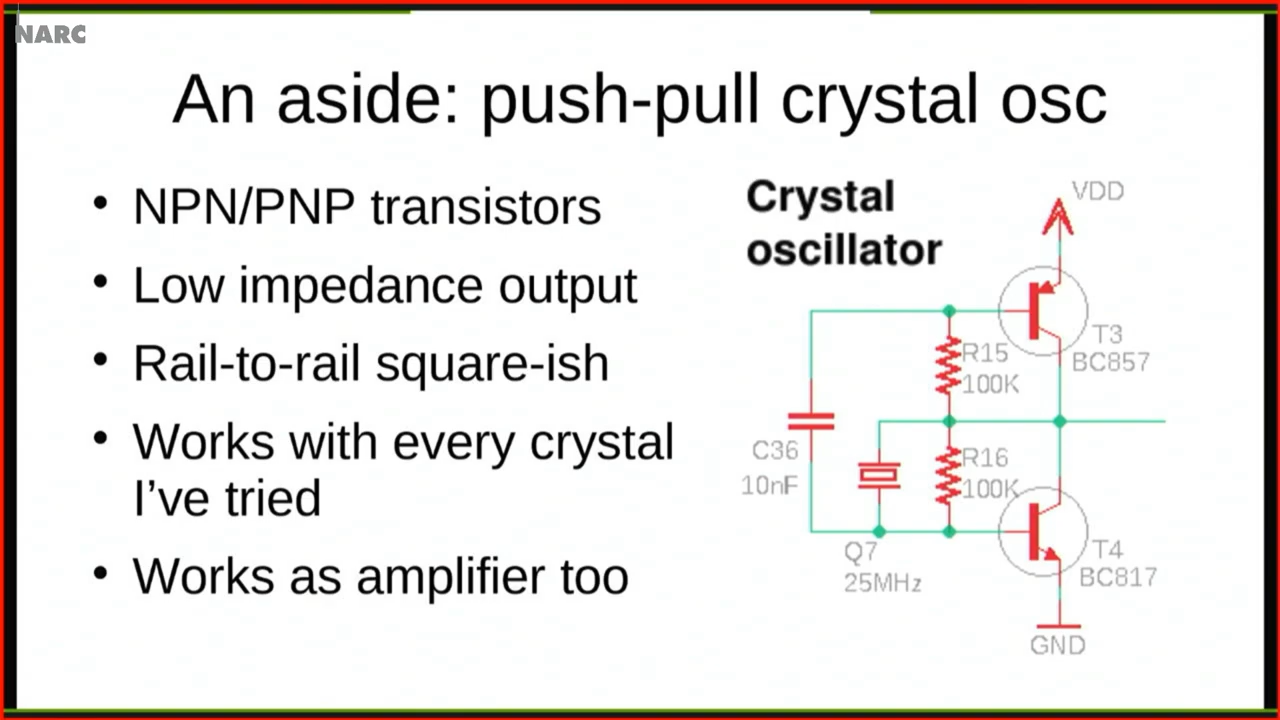 NARC
An aside: push-pull crystal osc
• NPN/PNP transistors
• Low impedance output
• Rail-to-rail square-ish
• Works with every crystal
I’ve tried
• Works as amplifier too
Crystal
oscillator
VDD
T3
BC857
R15
100K
C36
10nF
R16
100K
Q7
25MHz
T4
BC817
GND